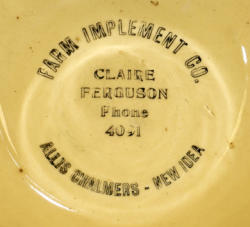 FARM IMPLEMENT CO.
CLAIRE
FERGUSON
Phone
4091
ALLIS CHALMERS - NEW IDEA